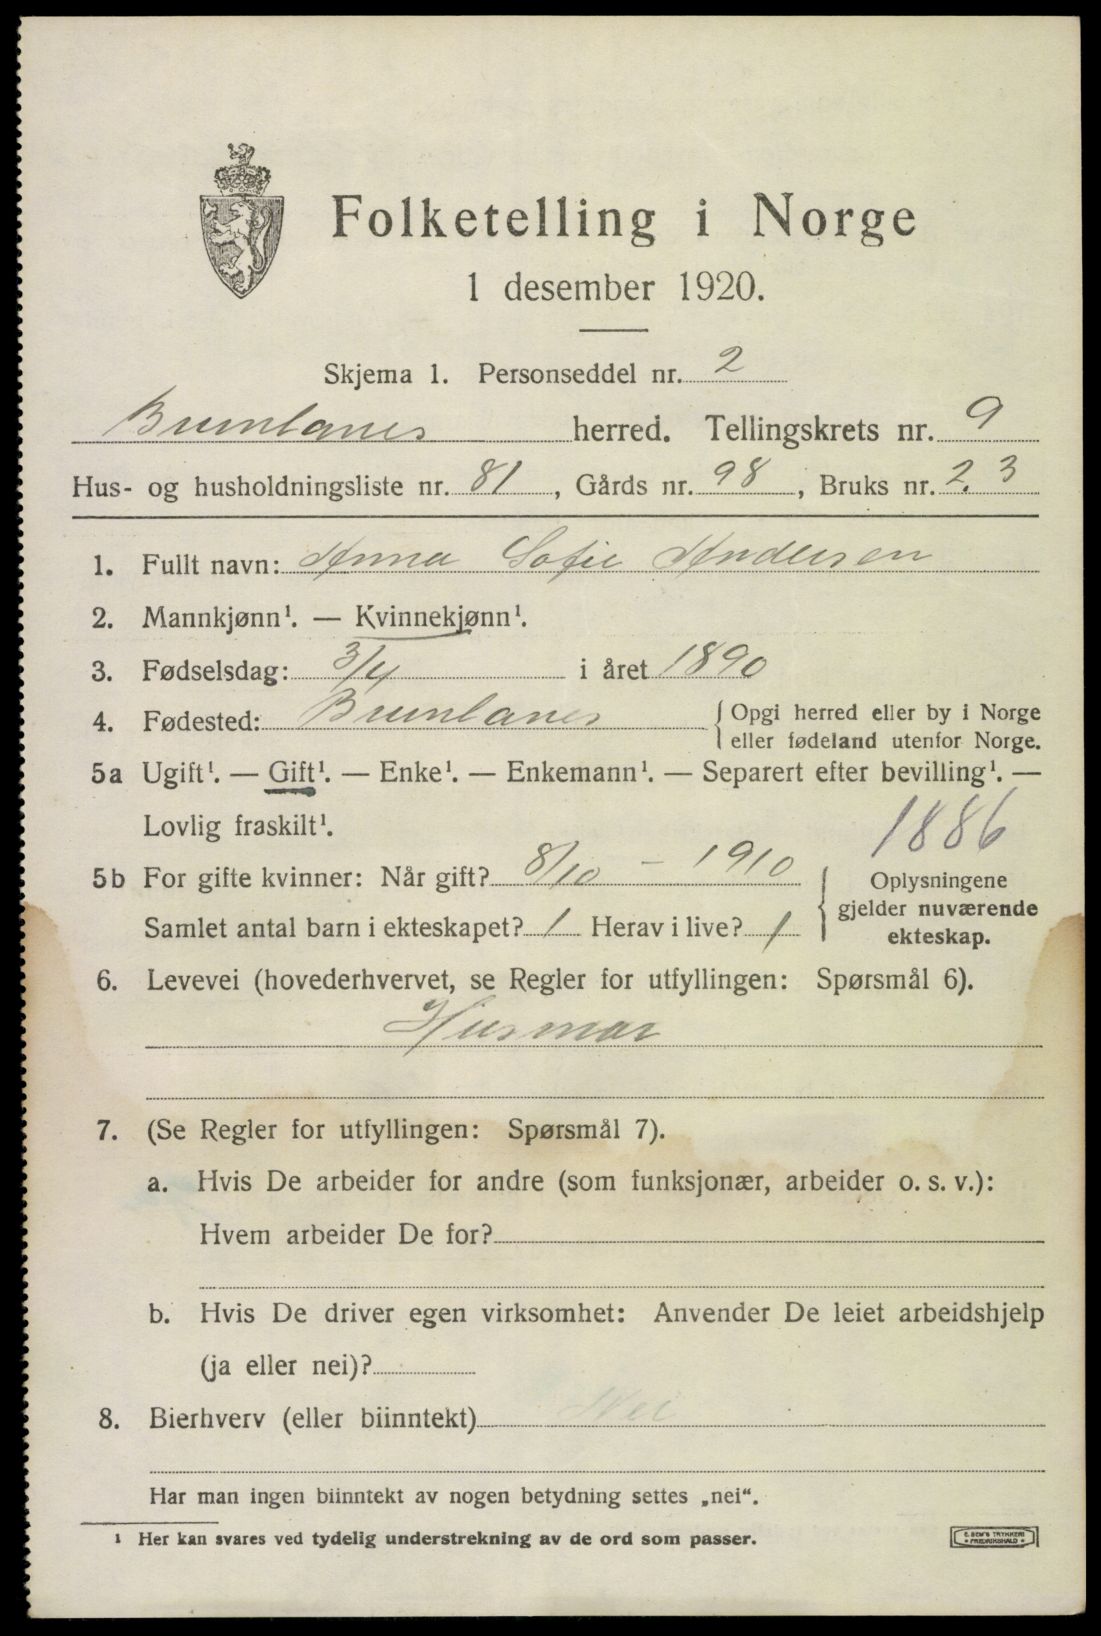 Folketelling i Norge
1 desember 1920.
Skjema 1. Personseddel nr. 2
Brunlanes herred. Tellingskrets nr. 9
Hus- og husholdningsliste nr. 81, Gårds nr. 98, Bruks nr. 2, 3
1. Fullt navn: Anna Sofie Andersen
2. Mannkjønn¹. — Kvinnekjønn¹.
3. Fødselsdag: 3/4 i året 1890
4. Fødested: Brunlanes {Opgi herred eller by i Norge
eller fødeland utenfor Norge.
5a Ugift¹. — Gift¹. — Enke¹. — Enkemann¹. — Separert efter bevilling¹. —
Lovlig fraskilt¹. 1886
5b For gifte kvinner: Når gift? 8/10 – 1910
Samlet antal barn i ekteskapet? 1 Herav i live? 1
{Oplysningene
gjelder nuværende
ekteskap.
6. Levevei (hovederhvervet, se Regler for utfyllingen: Spørsmål 6).
Husmor
7. (Se Regler for utfyllingen: Spørsmål 7).
a. Hvis De arbeider for andre (som funksjonær, arbeider o. s. v.):
Hvem arbeider De for?
b. Hvis De driver egen virksomhet: Anvender De leiet arbeidshjelp
(ja eller nei)?
8. Bierhverv (eller biinntekt) Nei
Har man ingen biinntekt av nogen betydning settes „nei“.
¹ Her kan svares ved tydelig understrekning av de ord som passer.
E. SEM'S TRYKKERI
• FREDRIKSHALD •